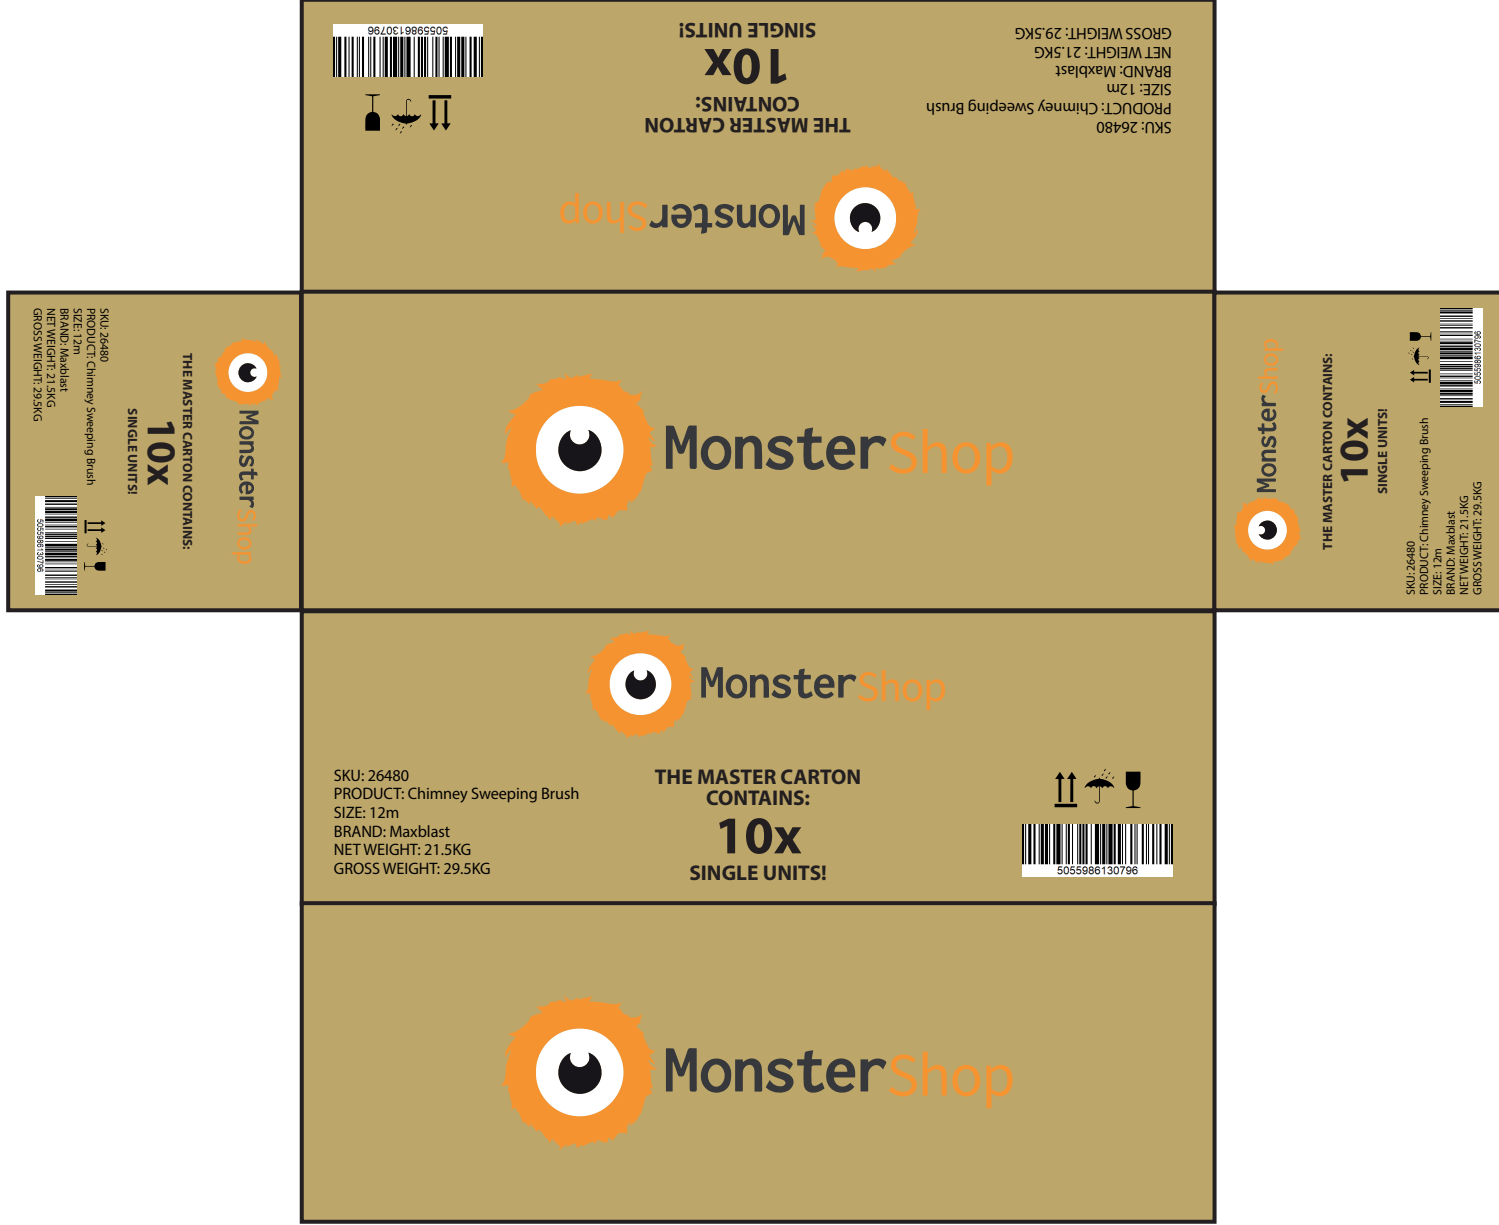 SKU: 26480
PRODUCT: Chimney Sweeping Brush
SIZE: 12m
BRAND: Maxblast
NET WEIGHT: 21.5KG
GROSS WEIGHT: 29.5KG
THE MASTER CARTON
CONTAINS:
10x
SINGLE UNITS!
5055986130796
MonsterShop
MonsterShop
THE MASTER CARTON CONTAINS:
10x
SINGLE UNITS!
SKU: 26480
PRODUCT: Chimney Sweeping Brush
SIZE: 12m
BRAND: Maxblast
NET WEIGHT: 21.5KG
GROSS WEIGHT: 29.5KG
5055986130796
MonsterShop
MonsterShop
THE MASTER CARTON CONTAINS:
10x
SINGLE UNITS!
SKU: 26480
PRODUCT: Chimney Sweeping Brush
SIZE: 12m
BRAND: Maxblast
NET WEIGHT: 21.5KG
GROSS WEIGHT: 29.5KG
5055986130796
MonsterShop
SKU: 26480
PRODUCT: Chimney Sweeping Brush
SIZE: 12m
BRAND: Maxblast
NET WEIGHT: 21.5KG
GROSS WEIGHT: 29.5KG
THE MASTER CARTON
CONTAINS:
10x
SINGLE UNITS!
5055986130796
MonsterShop